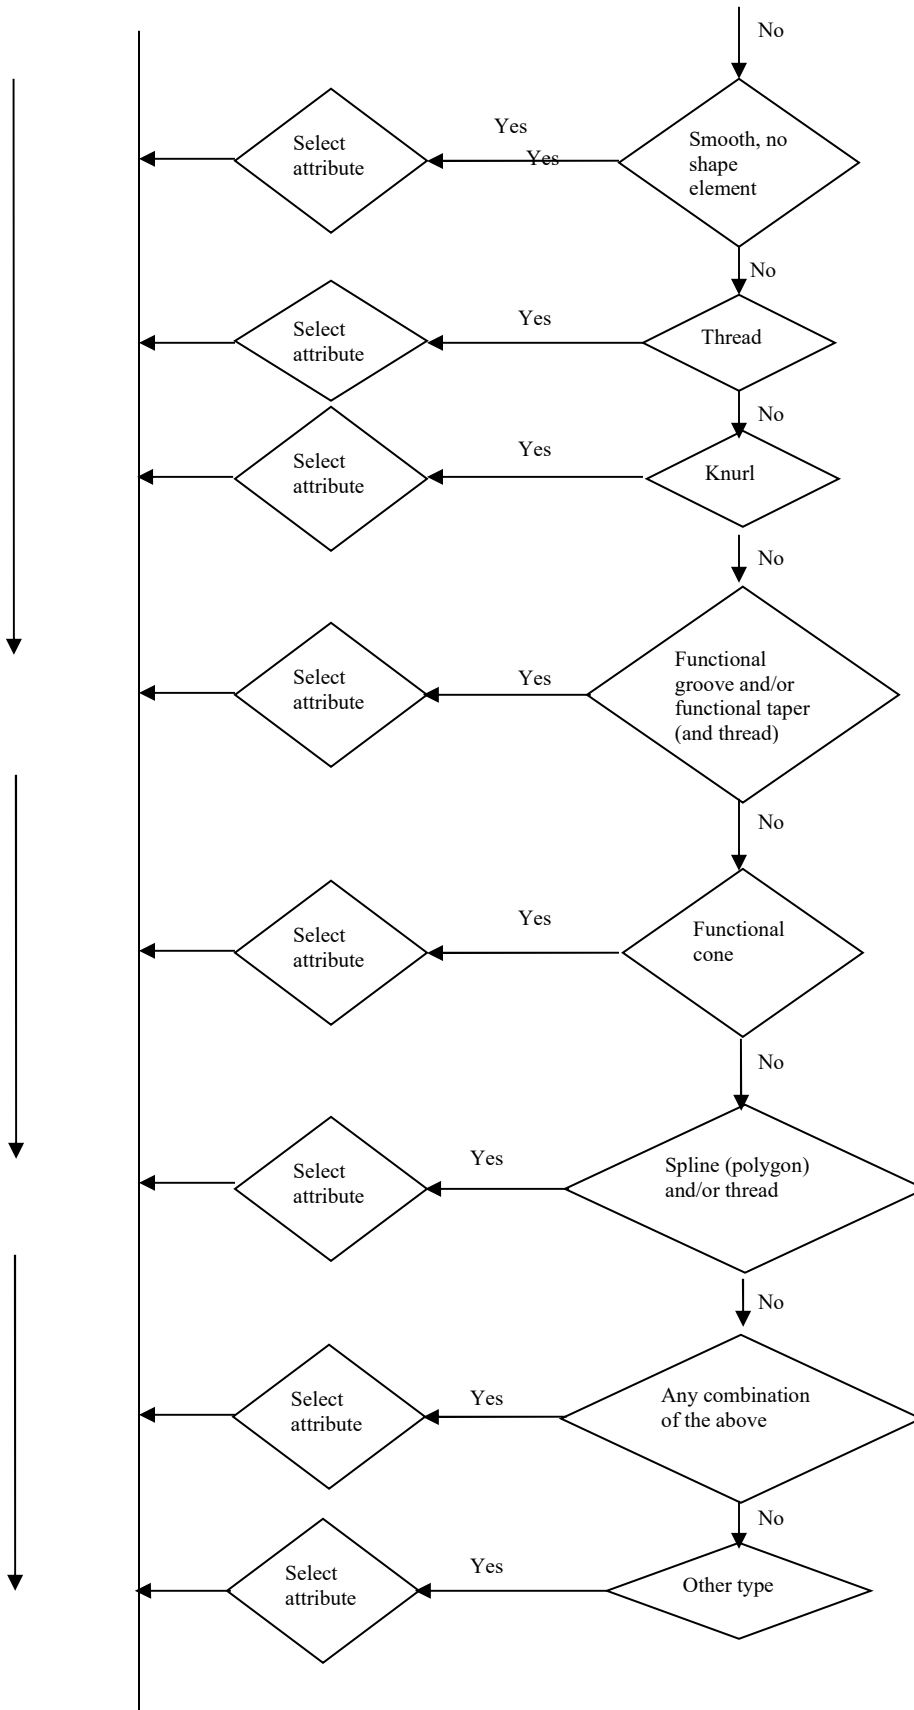 No
Yes
Yes
Select
attribute
Smooth, no
shape
element
No
Yes
Select
attribute
Thread
No
Yes
Select
attribute
Knurl
No
Yes
Select
attribute
Functional
groove and/or
functional taper
(and thread)
No
Yes
Select
attribute
Functional
cone
No
Yes
Select
attribute
Spline (polygon)
and/or thread
No
Yes
Select
attribute
Any combination
of the above
No
Yes
Select
attribute
Other type